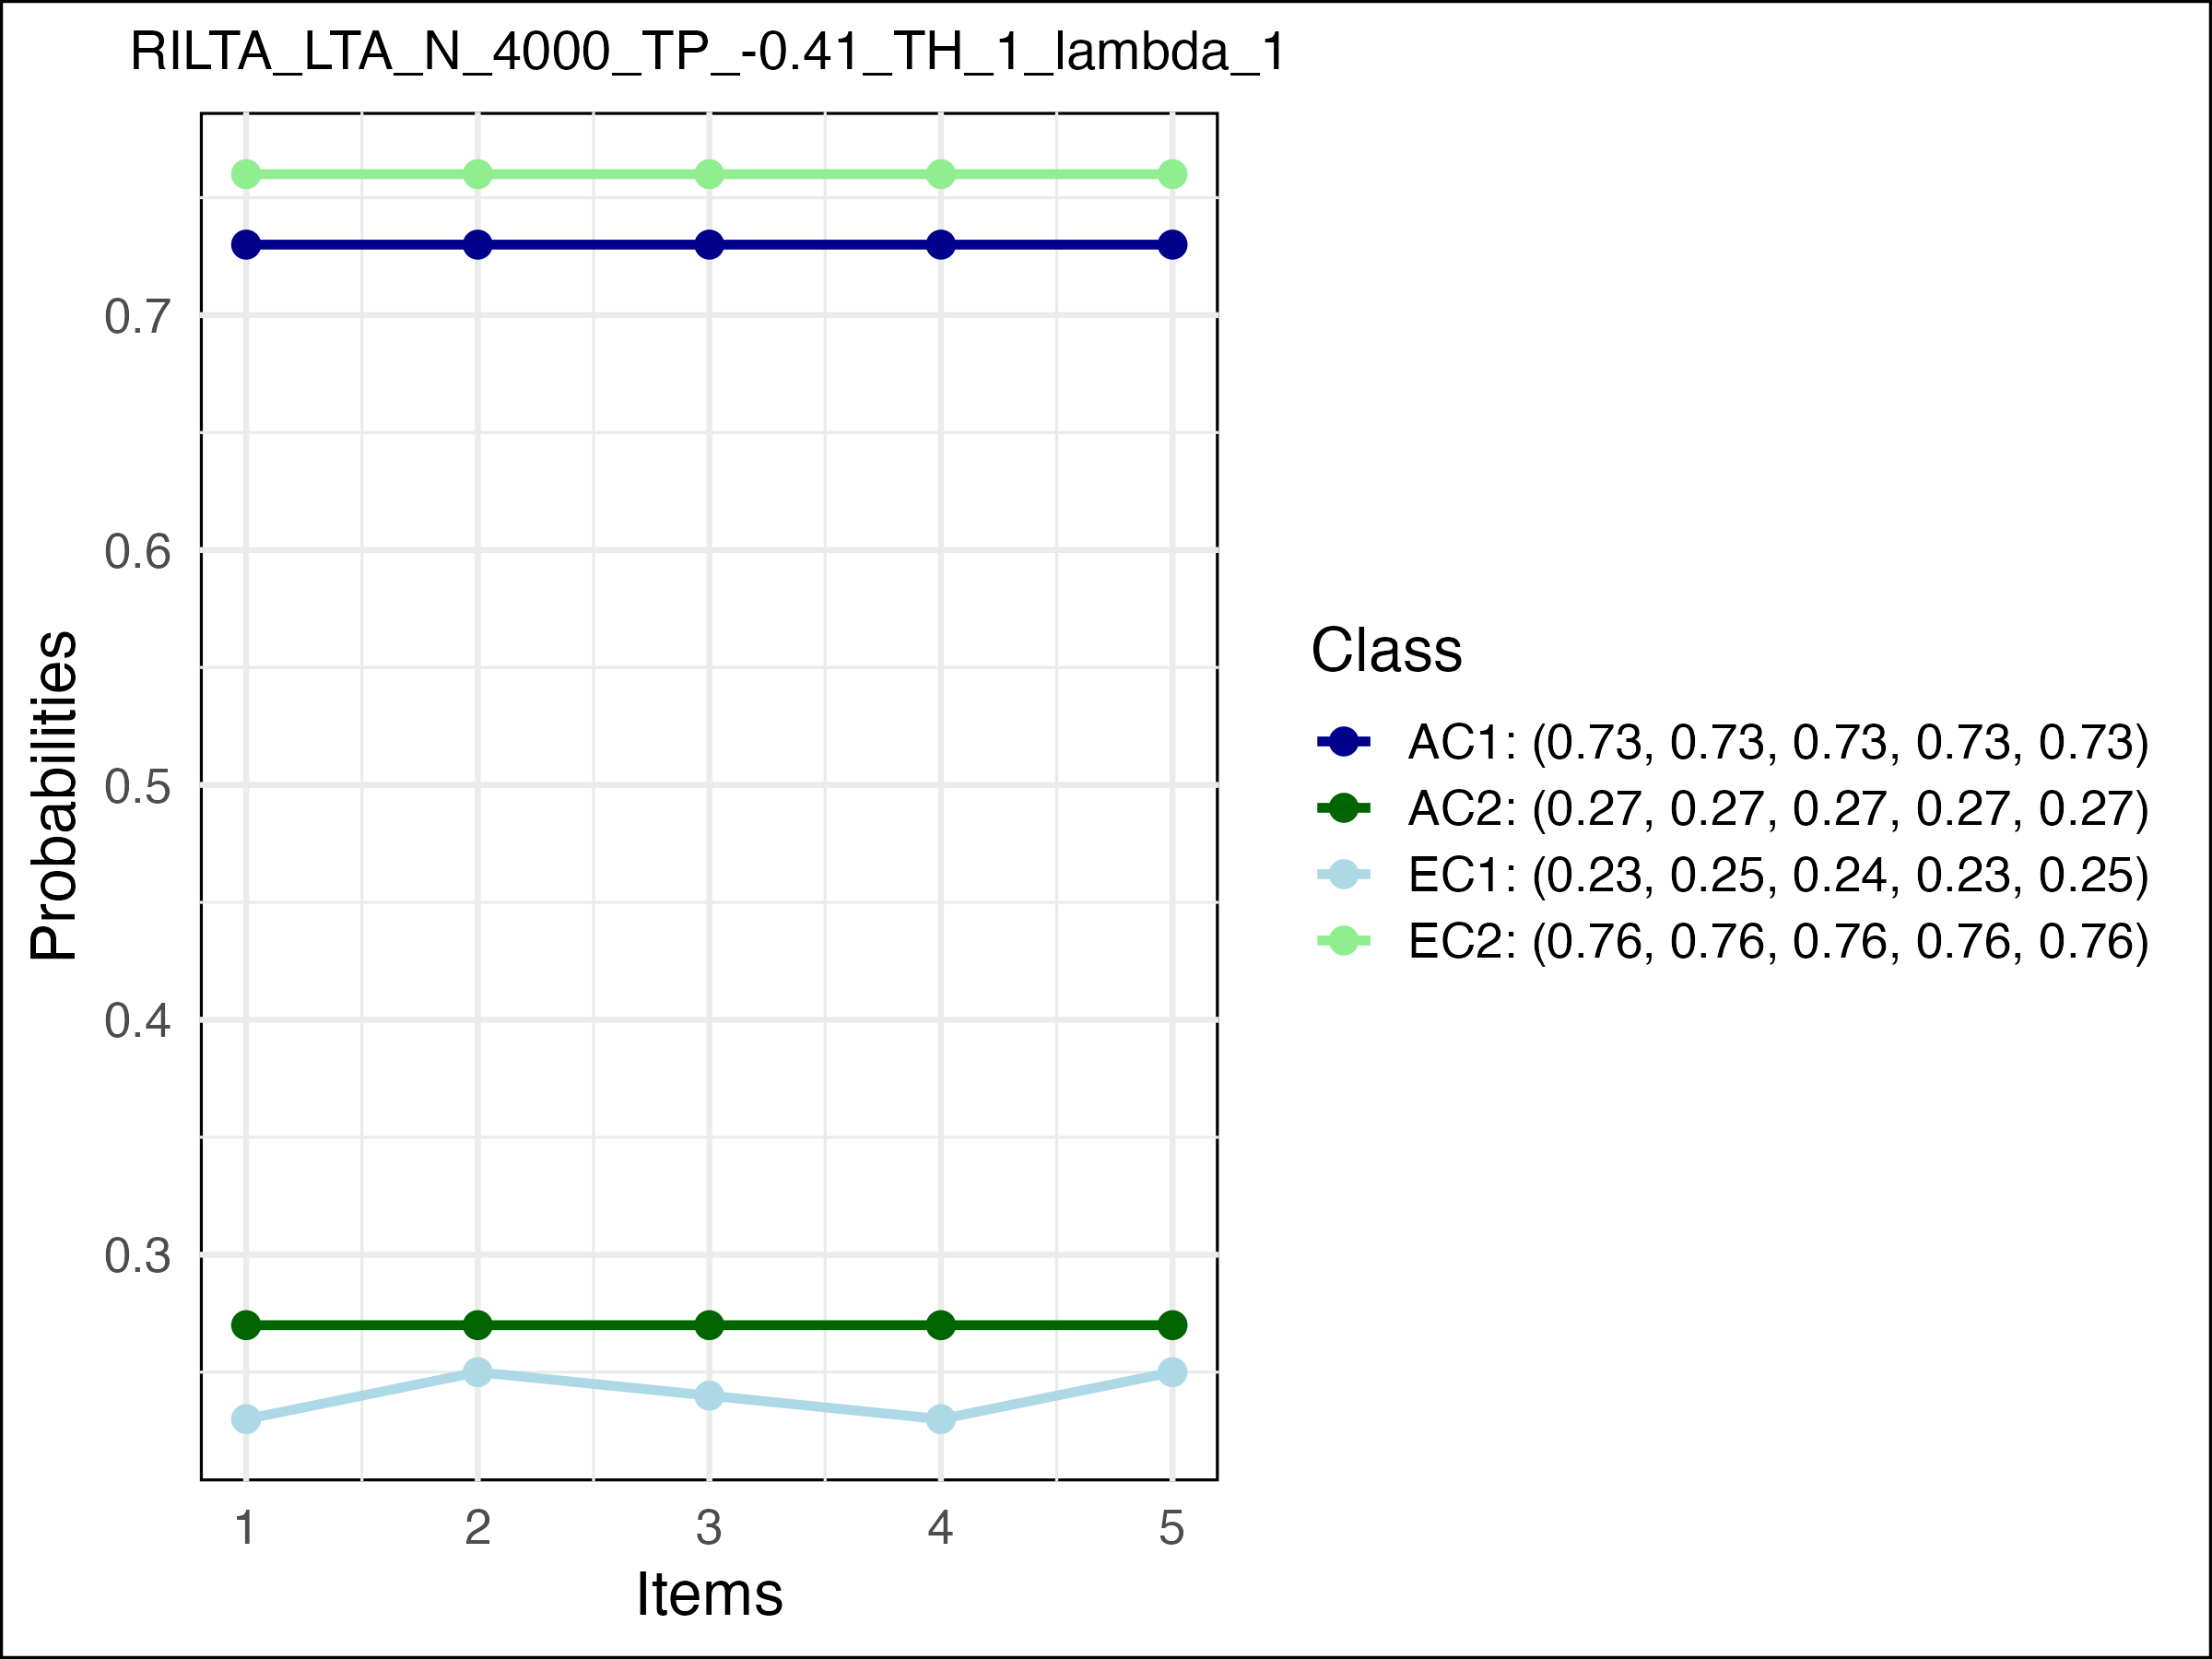 RILTA_LTA_N_4000_TP_-0.41_TH_1_lambda_1
0.7
0.6
0.5
0.4
0.3
Probabilities
1 2 3 4 5
Items
Class
AC1: (0.73, 0.73, 0.73, 0.73, 0.73)
AC2: (0.27, 0.27, 0.27, 0.27, 0.27)
EC1: (0.23, 0.25, 0.24, 0.23, 0.25)
EC2: (0.76, 0.76, 0.76, 0.76, 0.76)